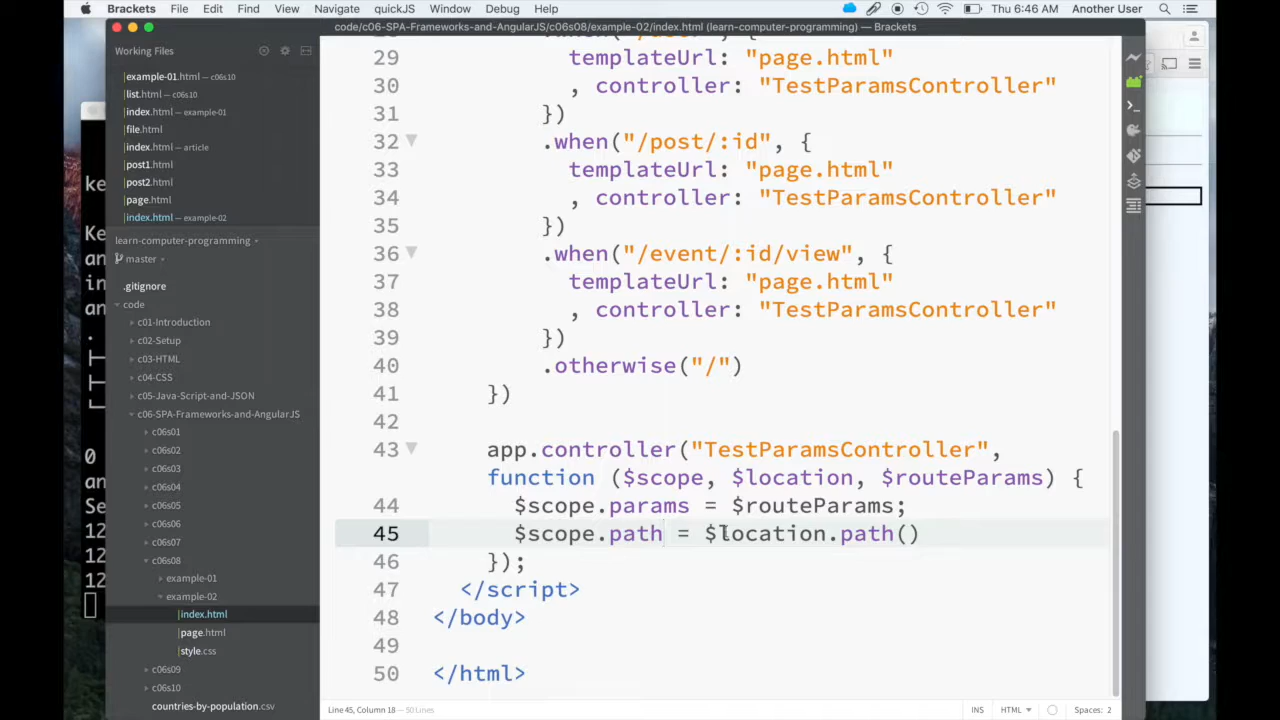 Brackets File Edit Find View Navigate quickJS Window Debug Help Thu 6:46 AM Another User
code/c06-SPA-Frameworks-and-AngularJS/c06s08/example-02/index.html (learn-computer-programming) — Brackets
Working Files
example-01.html — c06s10
list.html — c06s10
index.html — example-01
file.html
index.html — article
post1.html
post2.html
page.html
index.html — example-02
learn-computer-programming
master
.gitignore
code
c01-Introduction
c02-Setup
c03-HTML
c04-CSS
c05-Java-Script-and-JSON
c06-SPA-Frameworks-and-AngularJS
c06s01
c06s02
c06s03
c06s04
c06s05
c06s06
c06s07
c06s08
example-01
example-02
index.html
page.html
style.css
c06s09
c06s10
countries-by-population.csv
29 templateUrl: "page.html"
30 , controller: "TestParamsController"
31 })
32 .when("/post/:id", {
33 templateUrl: "page.html"
34 , controller: "TestParamsController"
35 })
36 .when("/event/:id/view", {
37 templateUrl: "page.html"
38 , controller: "TestParamsController"
39 })
40 .otherwise("/")
41 })
42
43 app.controller("TestParamsController",
function ($scope, $location, $routeParams) {
44 $scope.params = $routeParams;
45 $scope.path = $location.path()
46 });
47 </script>
48 </body>
49
50 </html>
Line 45, Column 18 — 50 Lines
INS HTML Spaces: 2